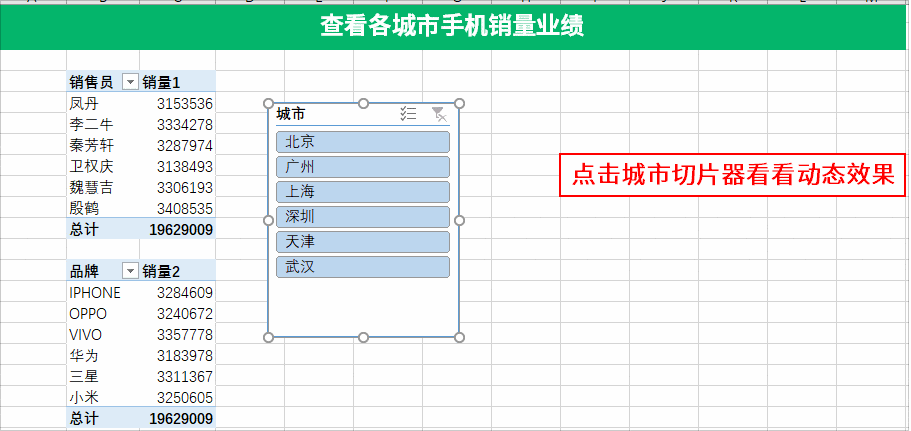 查看各城市手机销量业绩
销售员 销量1
凤丹 3153536
李二牛 3334278
秦芳轩 3287974
卫权庆 3138493
魏慧吉 3306193
殷鹤 3408535
总计 19629009
城市
北京
广州
上海
深圳
天津
武汉
点击城市切片器看看动态效果
品牌 销量2
IPHONE 3284609
OPPO 3240672
VIVO 3357778
华为 3183978
三星 3311367
小米 3250605
总计 19629009